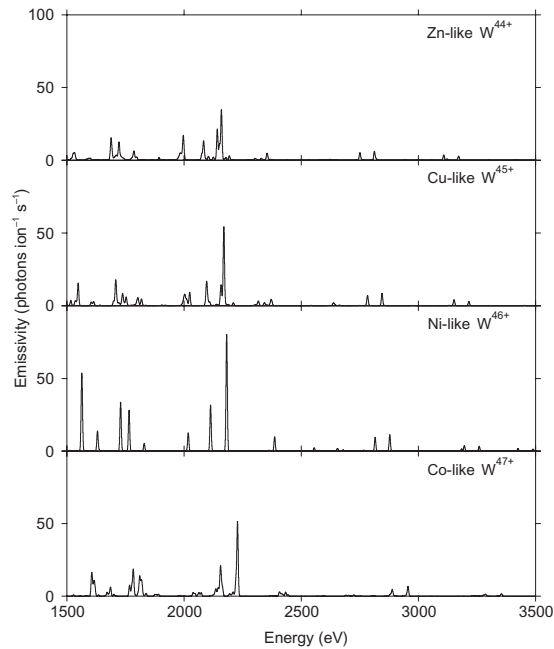 100
Zn-like W⁴⁴⁺
50
0
Cu-like W⁴⁵⁺
50
0
Ni-like W⁴⁶⁺
50
0
Co-like W⁴⁷⁺
50
0
1500 2000 2500 3000 3500
Energy (eV)
Emissivity (photons ion⁻¹ s⁻¹)